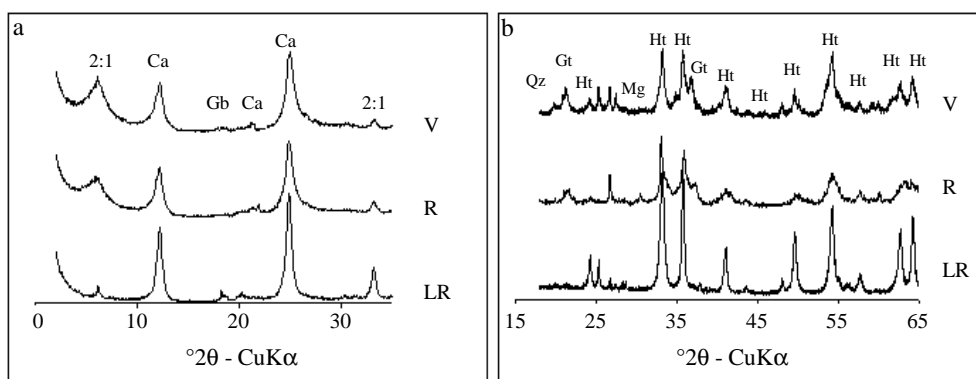 a
2:1 Ca Gb Ca Ca 2:1
V
R
LR
0 10 20 30
°2θ - CuKα
b
Qz Gt Ht Mg Ht Ht Gt Ht Ht Ht Ht Ht Ht Ht
V
R
LR
15 25 35 45 55 65
°2θ - CuKα